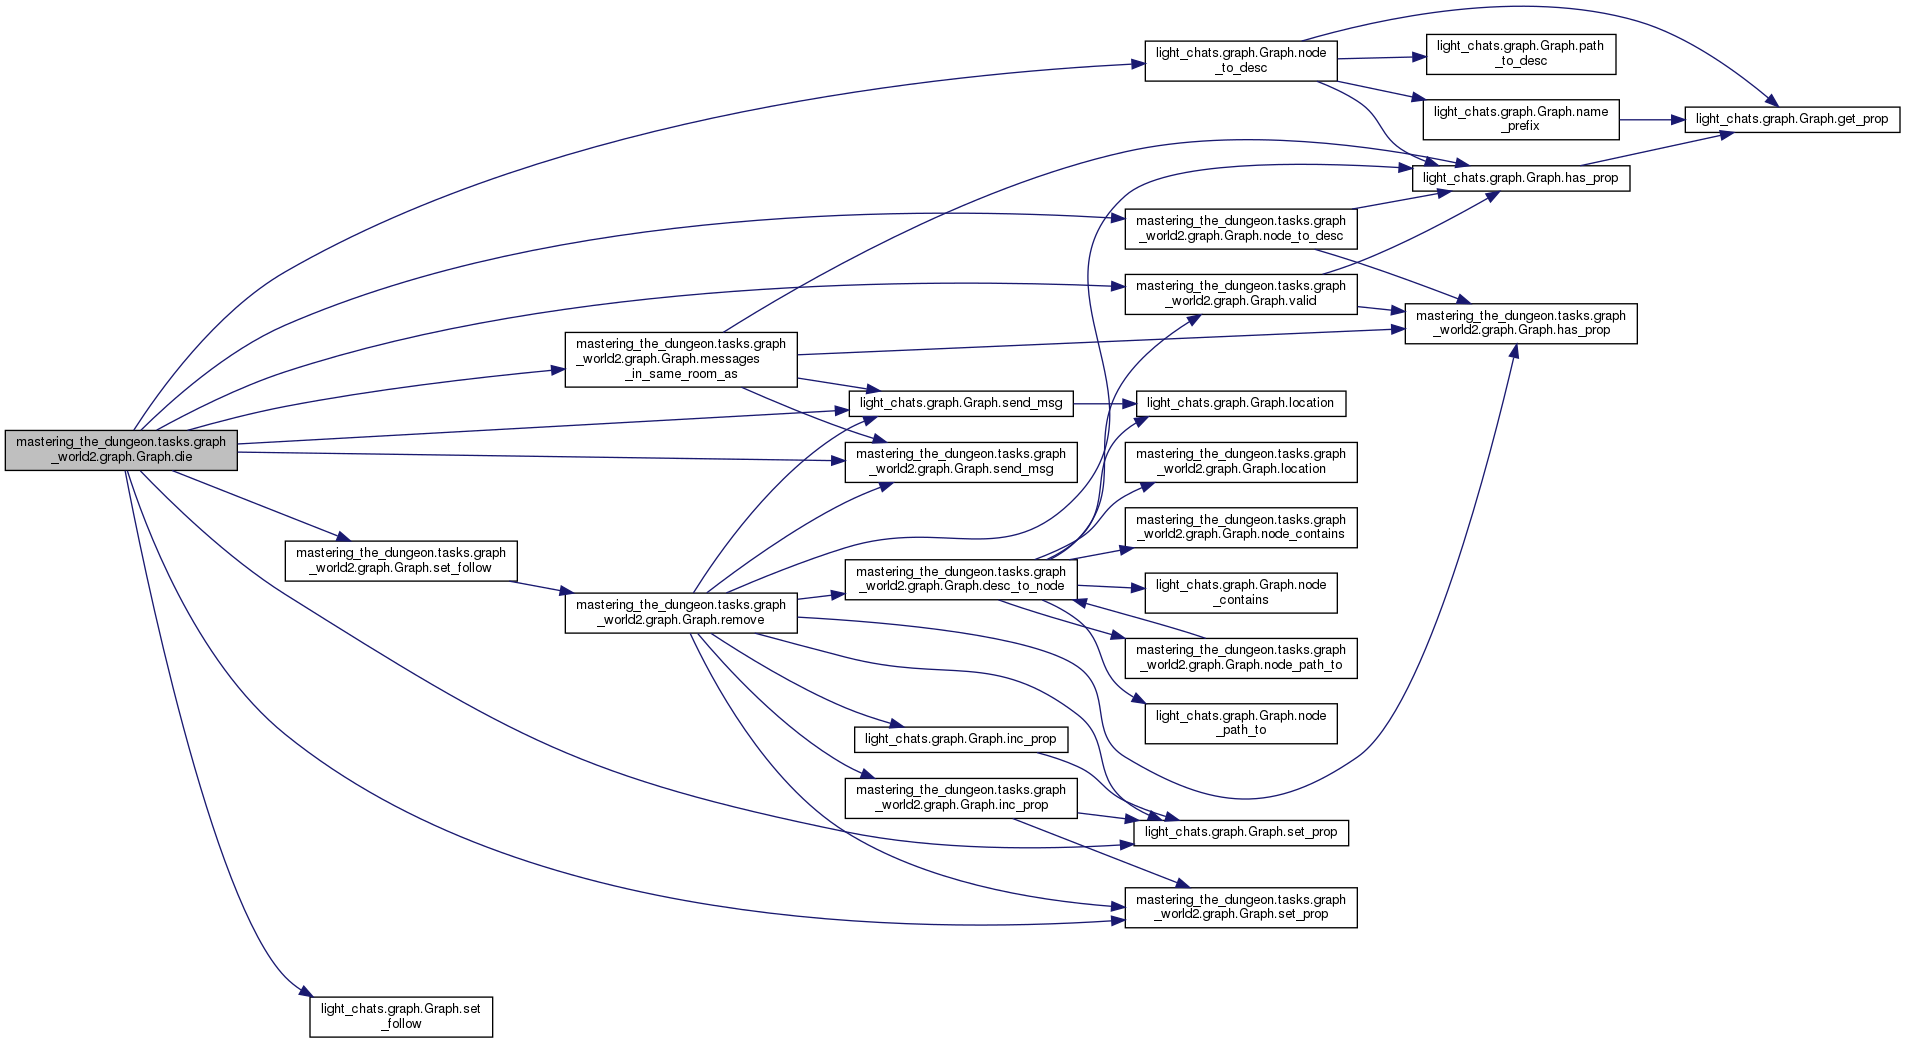 light_chats.graph.Graph.node
_to_desc
light_chats.graph.Graph.path
_to_desc
light_chats.graph.Graph.name
_prefix
light_chats.graph.Graph.get_prop
light_chats.graph.Graph.has_prop
mastering_the_dungeon.tasks.graph
_world2.graph.Graph.node_to_desc
mastering_the_dungeon.tasks.graph
_world2.graph.Graph.valid
mastering_the_dungeon.tasks.graph
_world2.graph.Graph.has_prop
mastering_the_dungeon.tasks.graph
_world2.graph.Graph.messages
_in_same_room_as
light_chats.graph.Graph.send_msg
light_chats.graph.Graph.location
mastering_the_dungeon.tasks.graph
_world2.graph.Graph.die
mastering_the_dungeon.tasks.graph
_world2.graph.Graph.send_msg
mastering_the_dungeon.tasks.graph
_world2.graph.Graph.location
mastering_the_dungeon.tasks.graph
_world2.graph.Graph.node_contains
mastering_the_dungeon.tasks.graph
_world2.graph.Graph.set_follow
mastering_the_dungeon.tasks.graph
_world2.graph.Graph.desc_to_node
light_chats.graph.Graph.node
_contains
mastering_the_dungeon.tasks.graph
_world2.graph.Graph.remove
mastering_the_dungeon.tasks.graph
_world2.graph.Graph.node_path_to
light_chats.graph.Graph.node
_path_to
light_chats.graph.Graph.inc_prop
mastering_the_dungeon.tasks.graph
_world2.graph.Graph.inc_prop
light_chats.graph.Graph.set_prop
mastering_the_dungeon.tasks.graph
_world2.graph.Graph.set_prop
light_chats.graph.Graph.set
_follow